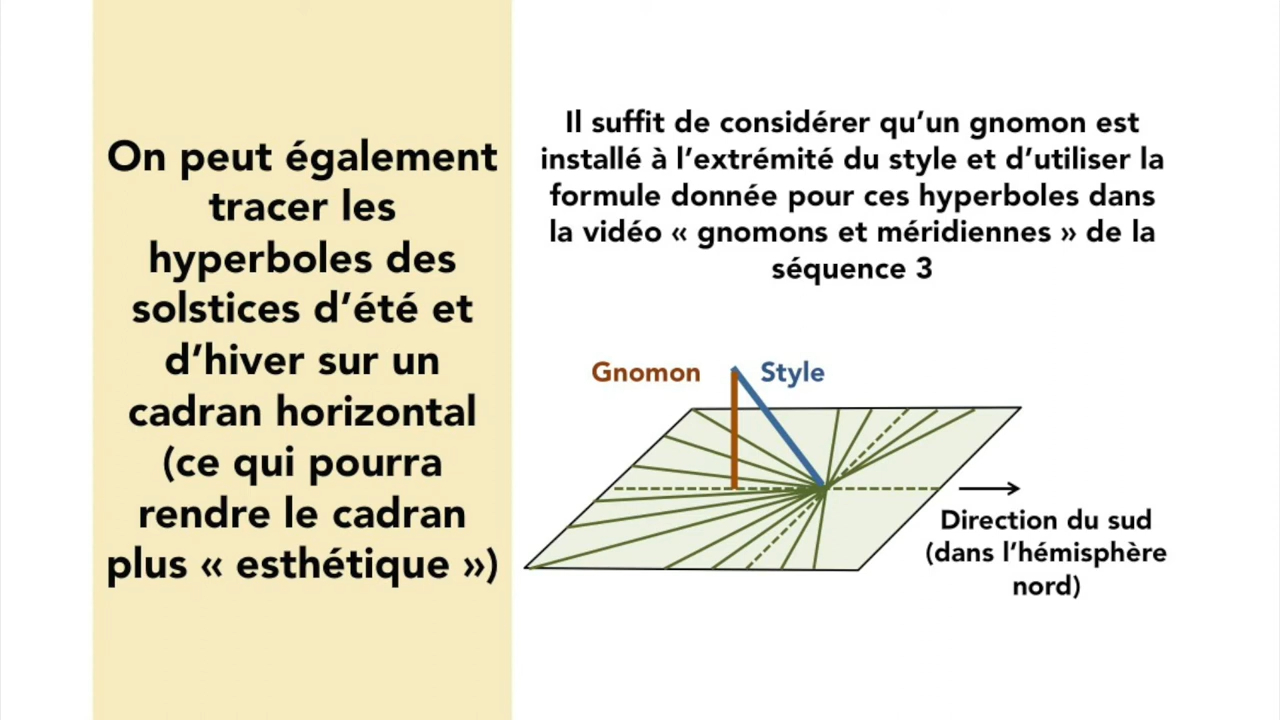 On peut également
tracer les
hyperboles des
solstices d’été et
d’hiver sur un
cadran horizontal
(ce qui pourra
rendre le cadran
plus « esthétique »)
Il suffit de considérer qu’un gnomon est
installé à l’extrémité du style et d’utiliser la
formule donnée pour ces hyperboles dans
la vidéo « gnomons et méridiennes » de la
séquence 3
Gnomon
Style
Direction du sud
(dans l’hémisphère
nord)